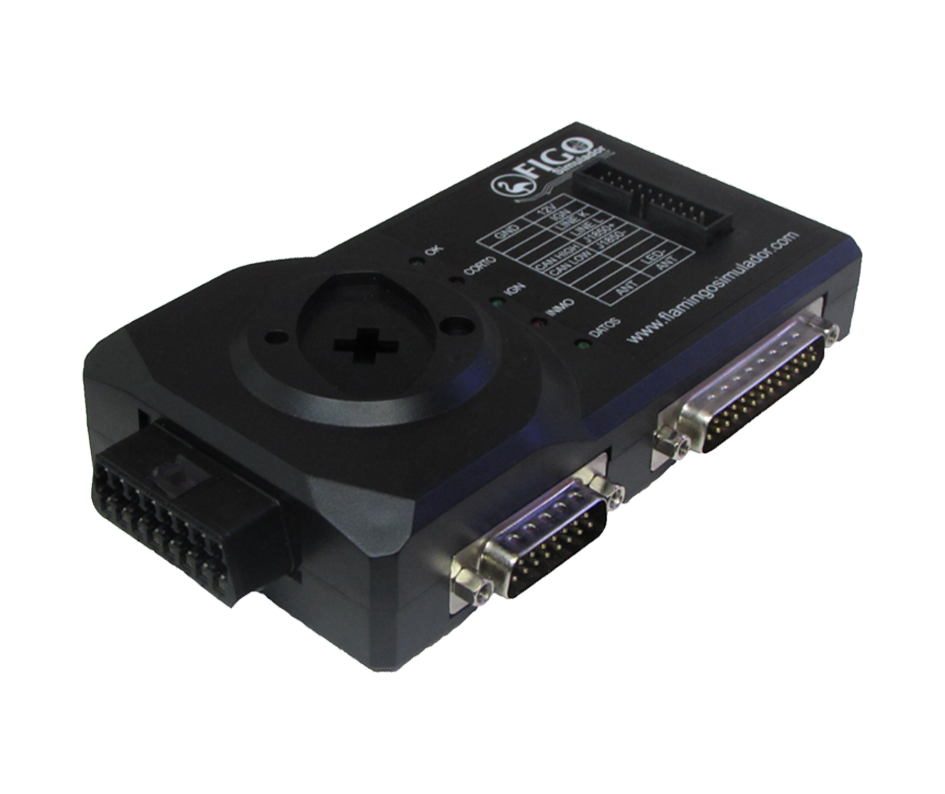 FIGO
Simulador
12V
GND IGN
LINE K
LINE L
CAN HIGH J1850+
CAN LOW J1850-
LED-
ANT ANT
OK
CORTO
IGN
INMO
DATOS
www.flamingosimulador.com